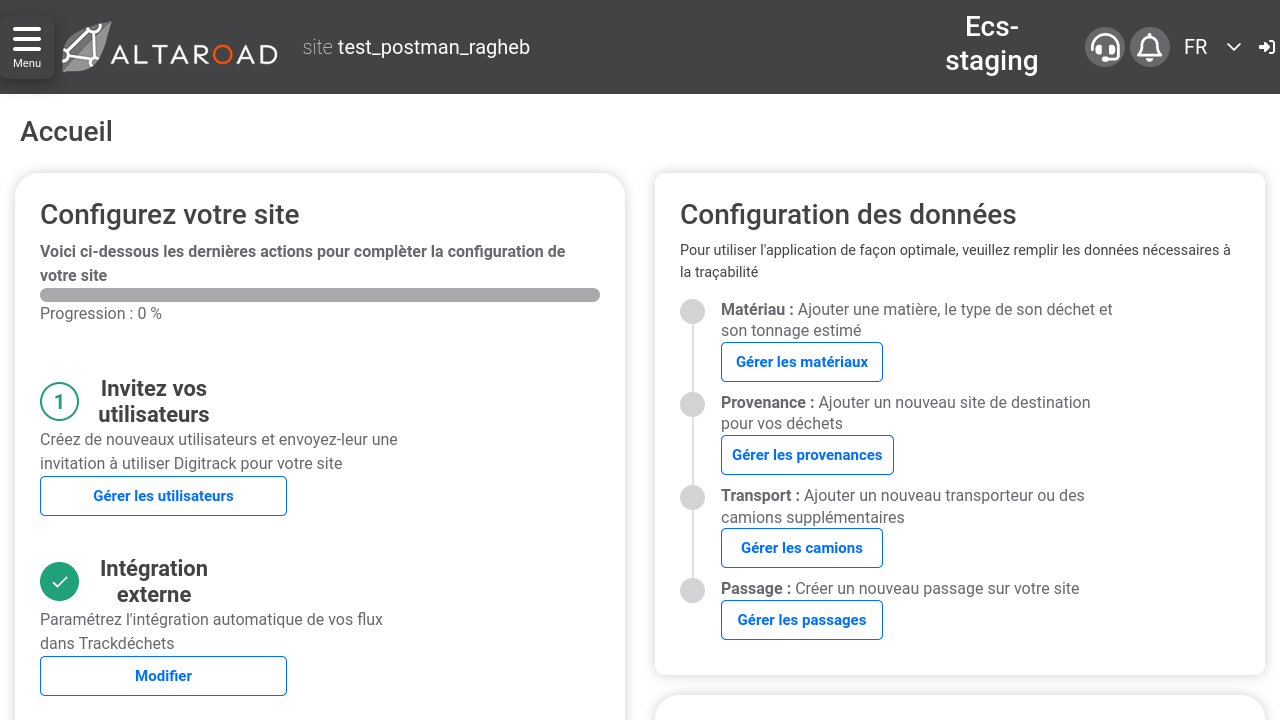 Menu
ALTAROAD
site test_postman_ragheb
Ecs-
staging
FR
Accueil
Configurez votre site
Voici ci-dessous les dernières actions pour complèter la configuration de
votre site
Progression : 0 %
1
Invitez vos
utilisateurs
Créez de nouveaux utilisateurs et envoyez-leur une
invitation à utiliser Digitrack pour votre site
Gérer les utilisateurs
Intégration
externe
Paramétrez l'intégration automatique de vos flux
dans Trackdéchets
Modifier
Configuration des données
Pour utiliser l'application de façon optimale, veuillez remplir les données nécessaires à
la traçabilité
Matériau : Ajouter une matière, le type de son déchet et
son tonnage estimé
Gérer les matériaux
Provenance : Ajouter un nouveau site de destination
pour vos déchets
Gérer les provenances
Transport : Ajouter un nouveau transporteur ou des
camions supplémentaires
Gérer les camions
Passage : Créer un nouveau passage sur votre site
Gérer les passages